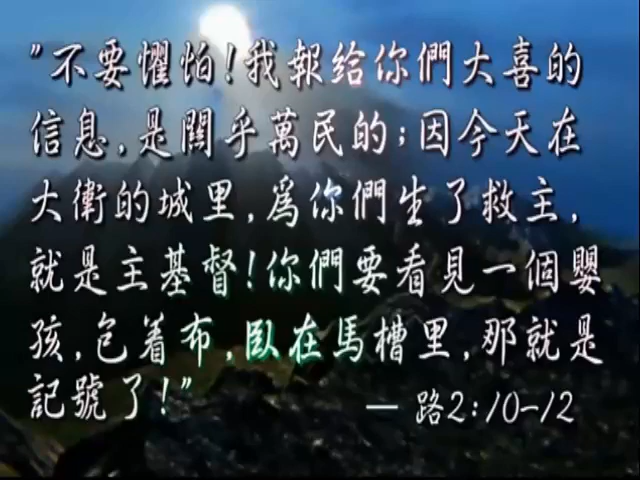 "不要懼怕!我報給你們大喜的
信息,是關乎萬民的;因今天在
大衛的城里,爲你們生了救主,
就是主基督!你們要看見一個嬰
孩,包着布,臥在馬槽里,那就是
記號了!"
— 路2:10-12